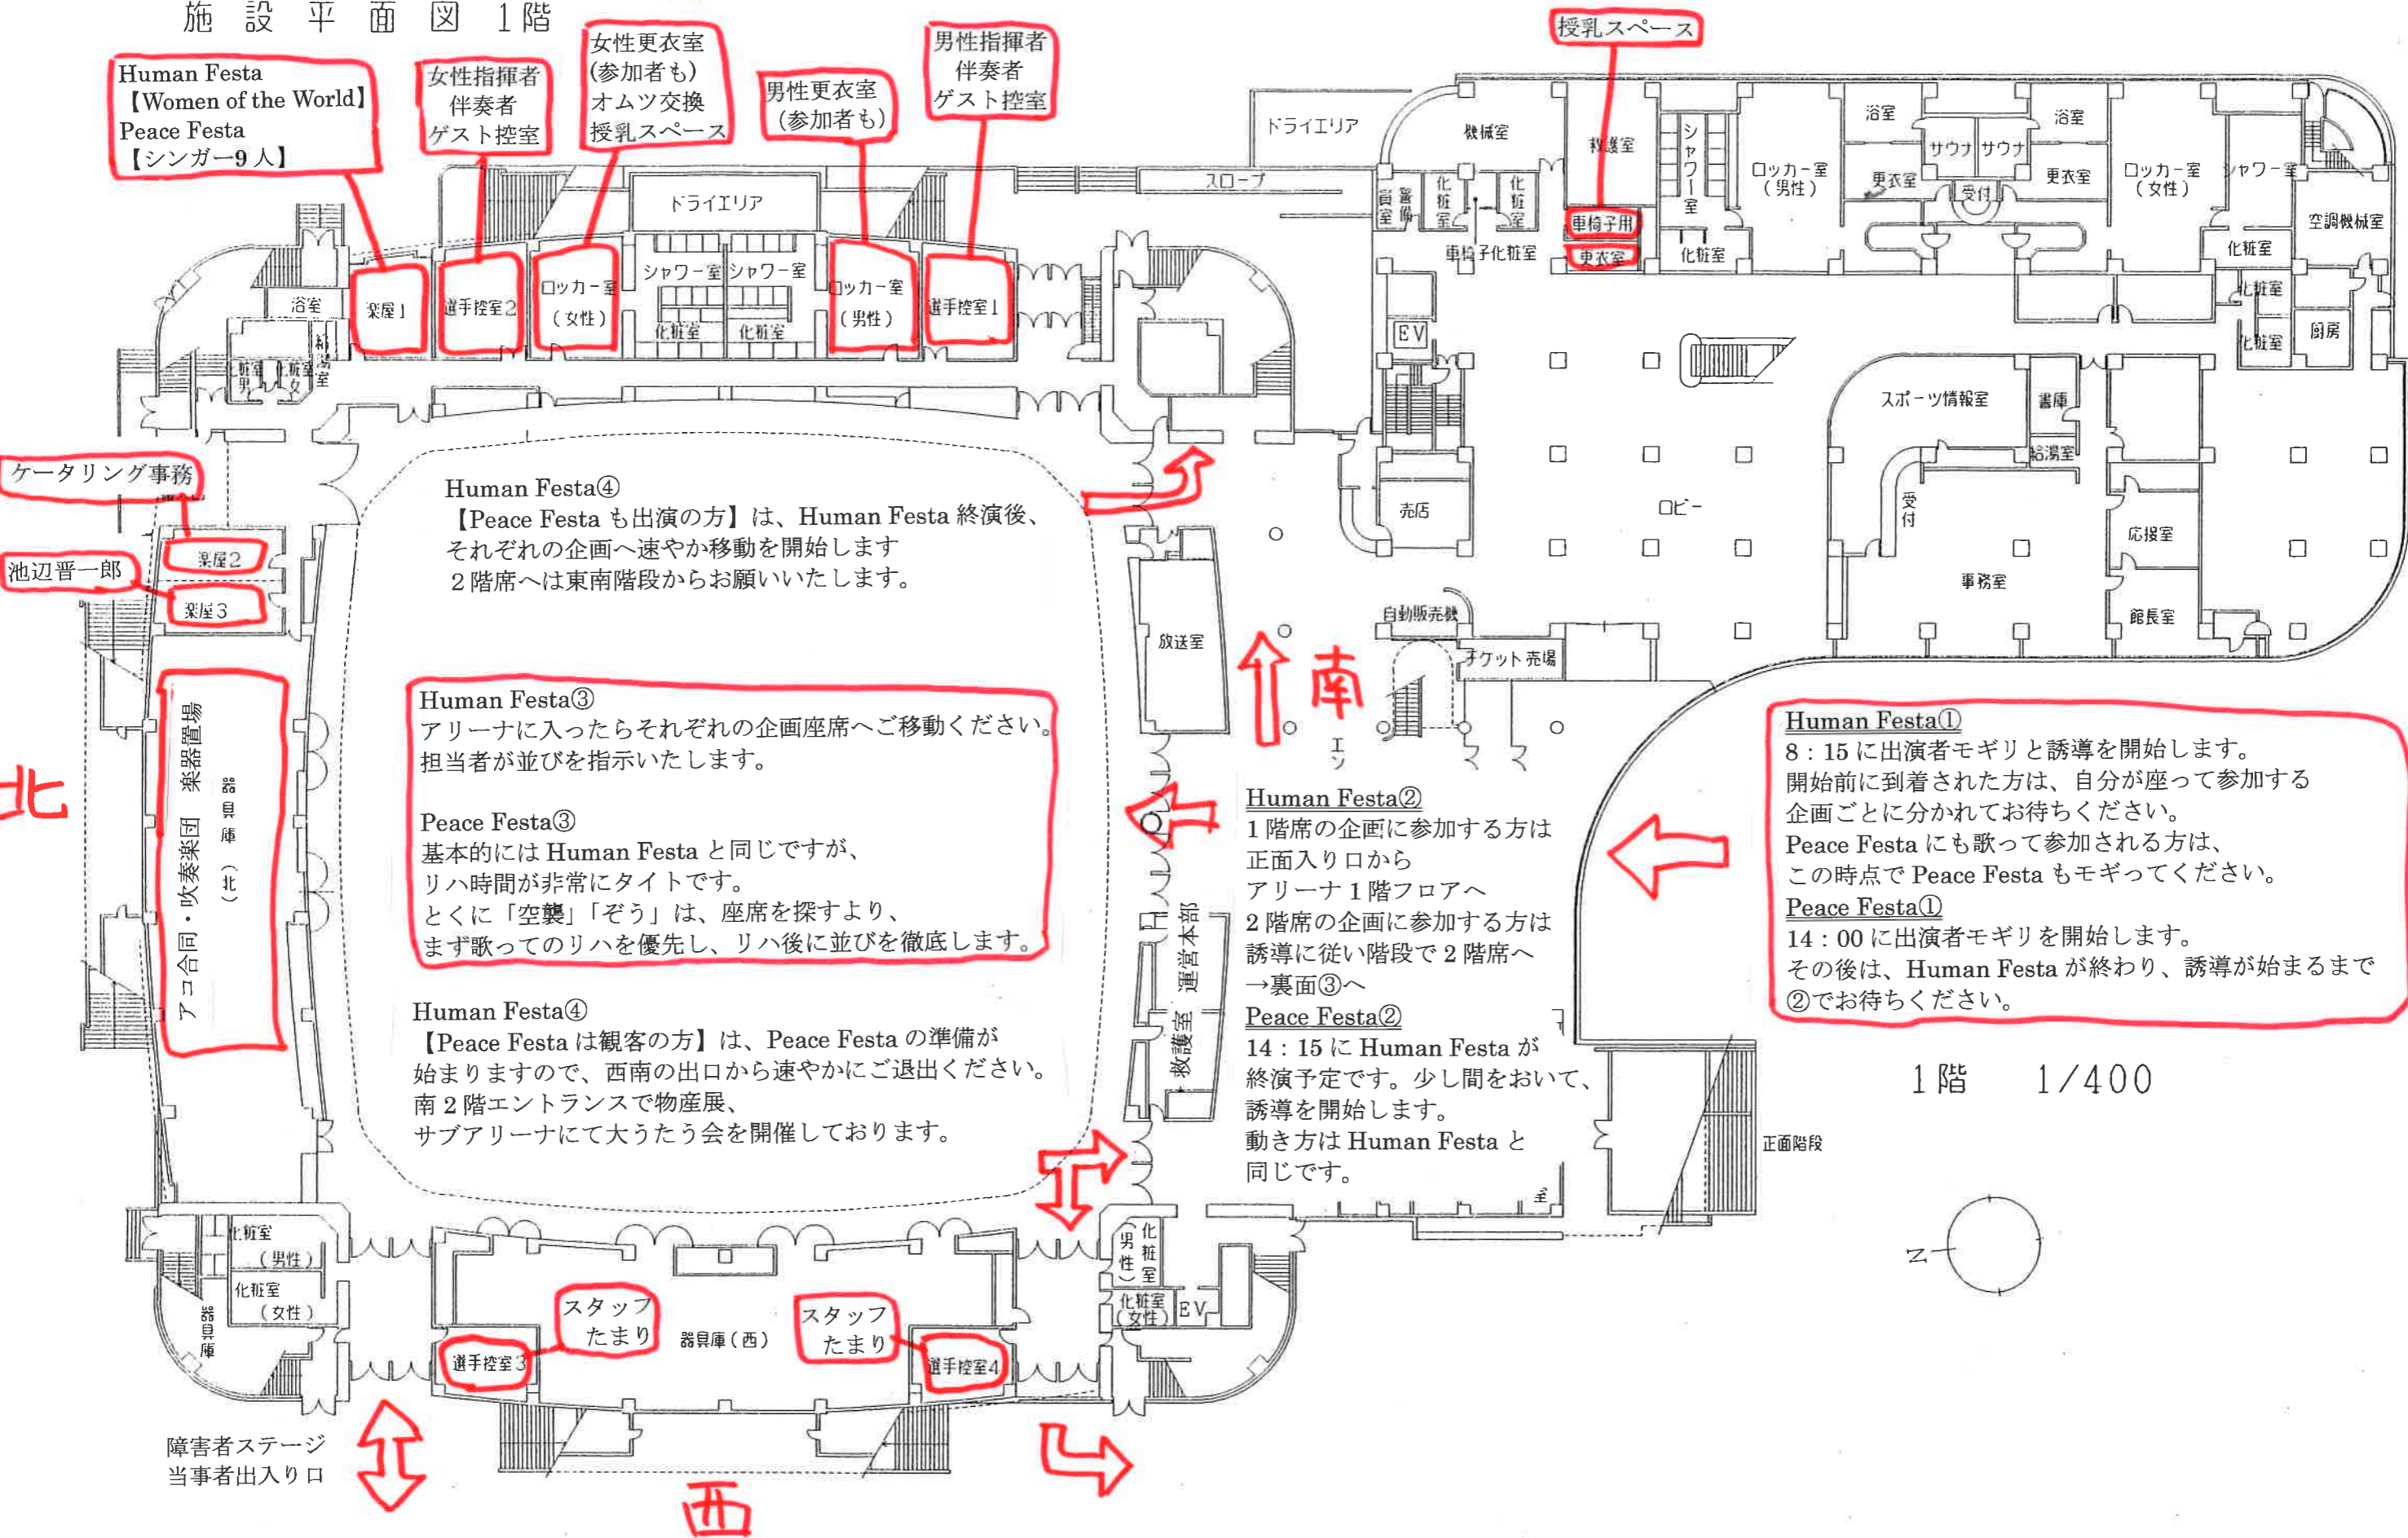 施設平面図 1階
Human Festa
【Women of the World】
Peace Festa
【シンガー9人】
女性指揮者
伴奏者
ゲスト控室
女性更衣室
(参加者も)
オムツ交換
授乳スペース
男性更衣室
(参加者も)
男性指揮者
伴奏者
ゲスト控室
授乳スペース
ドライエリア
機械室
救護室
シャワー室
ロッカー室
(男性)
浴室
サウナ
サウナ
浴室
更衣室
受付
更衣室
ロッカー室
(女性)
シャワー室
空調機械室
ドライエリア
スロープ
警備員室
化粧室
化粧室
車椅子化粧室
車椅子用
更衣室
化粧室
化粧室
浴室
楽屋1
選手控室2
ロッカー室
(女性)
シャワー室
シャワー室
化粧室
化粧室
ロッカー室
(男性)
選手控室1
化粧室男
化粧室女
EV
化粧室
化粧室
厨房
スポーツ情報室
書庫
給湯室
受付
売店
ロビー
応援室
事務室
館長室
ケータリング事務
楽屋2
池辺晋一郎
楽屋3
Human Festa④
【Peace Festa も出演の方】は、Human Festa 終演後、
それぞれの企画へ速やか移動を開始します
2階席へは東南階段からお願いいたします。
放送室
自動販売機
チケット売場
南
エン
北
アコ合同・吹奏楽団 楽器置場
器具庫(北)
Human Festa③
アリーナに入ったらそれぞれの企画座席へご移動ください。
担当者が並びを指示いたします。
Peace Festa③
基本的には Human Festa と同じですが、
リハ時間が非常にタイトです。
とくに「空襲」「ぞう」は、座席を探すより、
まず歌ってのリハを優先し、リハ後に並びを徹底します。
Human Festa④
【Peace Festa は観客の方】は、Peace Festa の準備が
始まりますので、西南の出口から速やかにご退出ください。
南2階エントランスで物産展、
サブアリーナにて大うたう会を開催しております。
運営本部
救護室
Human Festa②
1階席の企画に参加する方は
正面入り口から
アリーナ1階フロアへ
2階席の企画に参加する方は
誘導に従い階段で2階席へ
→裏面③へ
Peace Festa②
14:15 に Human Festa が
終演予定です。少し間をおいて、
誘導を開始します。
動き方は Human Festa と
同じです。
室
Human Festa①
8:15 に出演者モギリと誘導を開始します。
開始前に到着された方は、自分が座って参加する
企画ごとに分かれてお待ちください。
Peace Festa にも歌って参加される方は、
この時点で Peace Festa もモギってください。
Peace Festa①
14:00 に出演者モギリを開始します。
その後は、Human Festa が終わり、誘導が始まるまで
②でお待ちください。
1階 1/400
正面階段
N
化粧室
(男性)
化粧室
(女性)
器具庫
スタッフ
たまり
選手控室3
器具庫(西)
スタッフ
たまり
選手控室4
化粧室
(男性)
化粧室
(女性)
EV
障害者ステージ
当事者出入り口
西